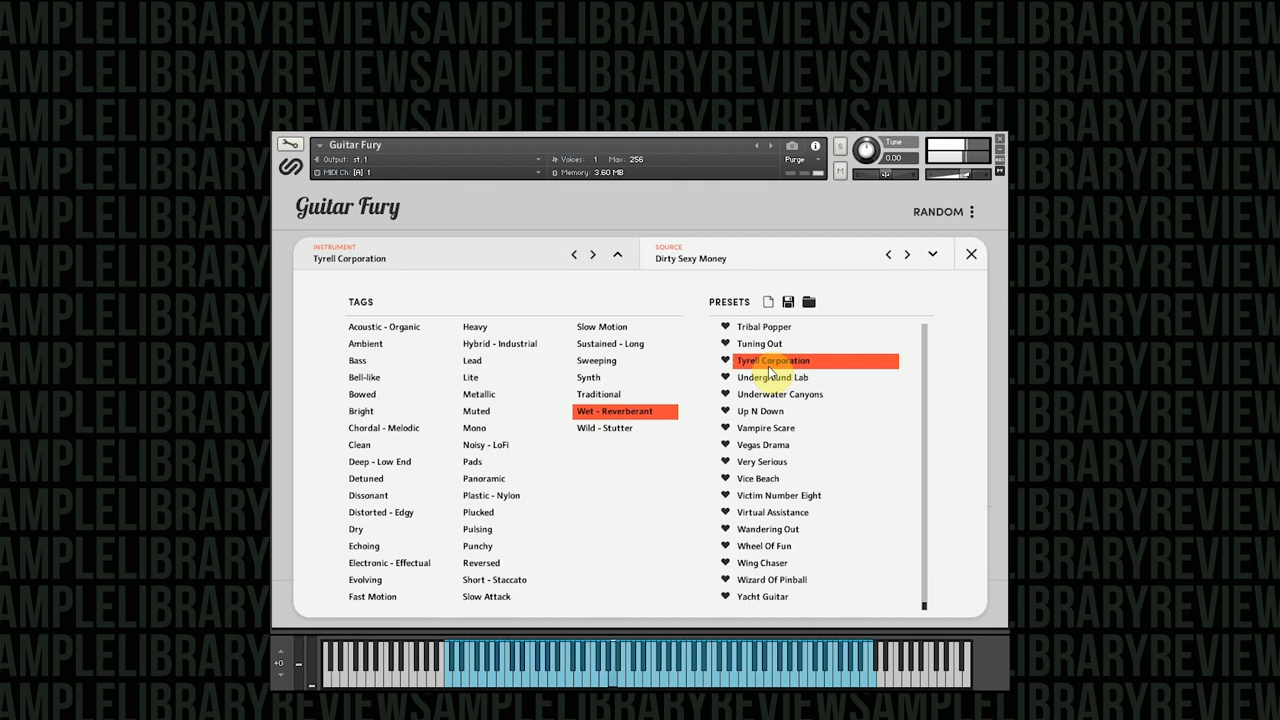 AMPLELIBRARYREVIEWSAMPLELIBRARYREVIEWSAMPLELIBRARYREVIEWS
Guitar Fury
Output: st. 1
Voices: 1 Max: 256
Purge
MIDI Ch: [A] 1
Memory: 3.60 MB
S
M
Tune
0.00
Guitar Fury
RANDOM
INSTRUMENT
Tyrell Corporation
SOURCE
Dirty Sexy Money
TAGS
Acoustic - Organic
Ambient
Bass
Bell-like
Bowed
Bright
Chordal - Melodic
Clean
Deep - Low End
Detuned
Dissonant
Distorted - Edgy
Dry
Echoing
Electronic - Effectual
Evolving
Fast Motion
Heavy
Hybrid - Industrial
Lead
Lite
Metallic
Muted
Mono
Noisy - LoFi
Pads
Panoramic
Plastic - Nylon
Plucked
Pulsing
Punchy
Reversed
Short - Staccato
Slow Attack
Slow Motion
Sustained - Long
Sweeping
Synth
Traditional
Wet - Reverberant
Wild - Stutter
PRESETS
Tribal Popper
Tuning Out
Tyrell Corporation
Underground Lab
Underwater Canyons
Up N Down
Vampire Scare
Vegas Drama
Very Serious
Vice Beach
Victim Number Eight
Virtual Assistance
Wandering Out
Wheel Of Fun
Wing Chaser
Wizard Of Pinball
Yacht Guitar
+0